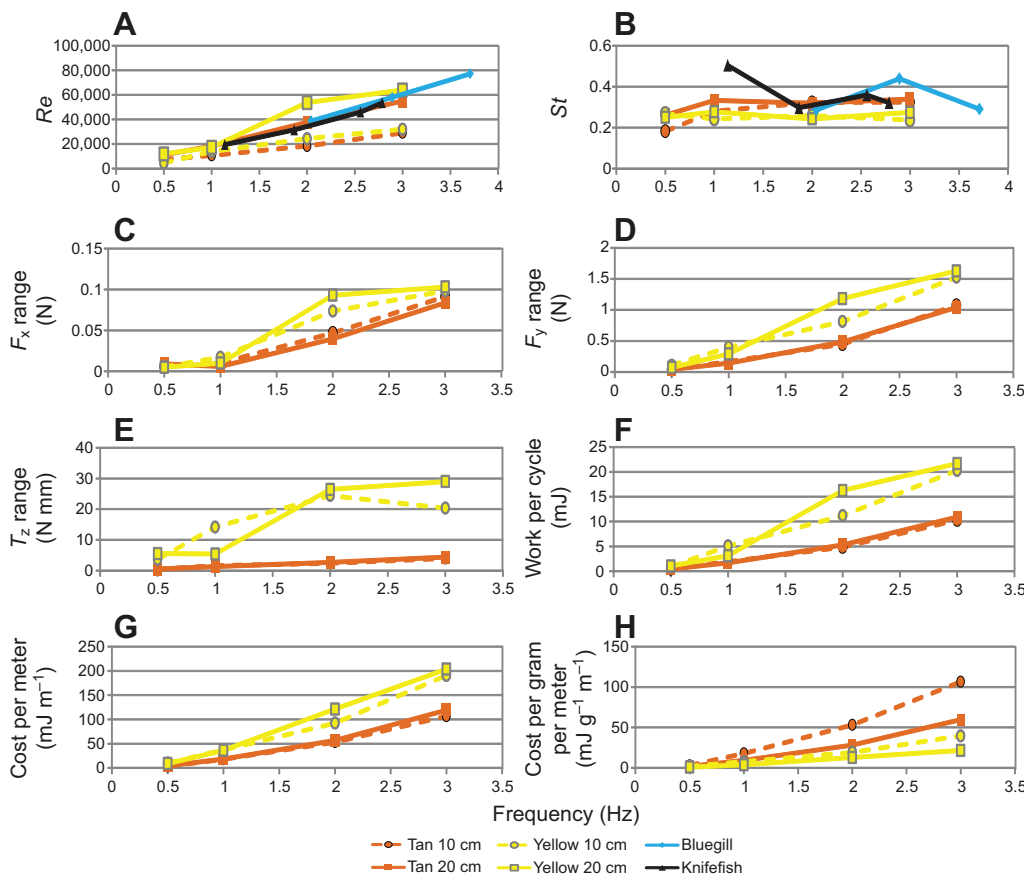 A
Re
100,000
80,000
60,000
40,000
20,000
0
0 0.5 1 1.5 2 2.5 3 3.5 4
B
St
0.6
0.4
0.2
0
0 0.5 1 1.5 2 2.5 3 3.5 4
C
Fx range
(N)
0.15
0.1
0.05
0
0 0.5 1 1.5 2 2.5 3 3.5
D
Fy range
(N)
2
1.5
1
0.5
0
0 0.5 1 1.5 2 2.5 3 3.5
E
Tz range
(N mm)
40
30
20
10
0
0 0.5 1 1.5 2 2.5 3 3.5
F
Work per cycle
(mJ)
25
20
15
10
5
0
0 0.5 1 1.5 2 2.5 3 3.5
G
Cost per meter
(mJ m–1)
250
200
150
100
50
0
0 0.5 1 1.5 2 2.5 3 3.5
H
Cost per gram
per meter
(mJ g–1 m–1)
150
100
50
0
0 0.5 1 1.5 2 2.5 3 3.5
Frequency (Hz)
Tan 10 cm Yellow 10 cm Bluegill
Tan 20 cm Yellow 20 cm Knifefish